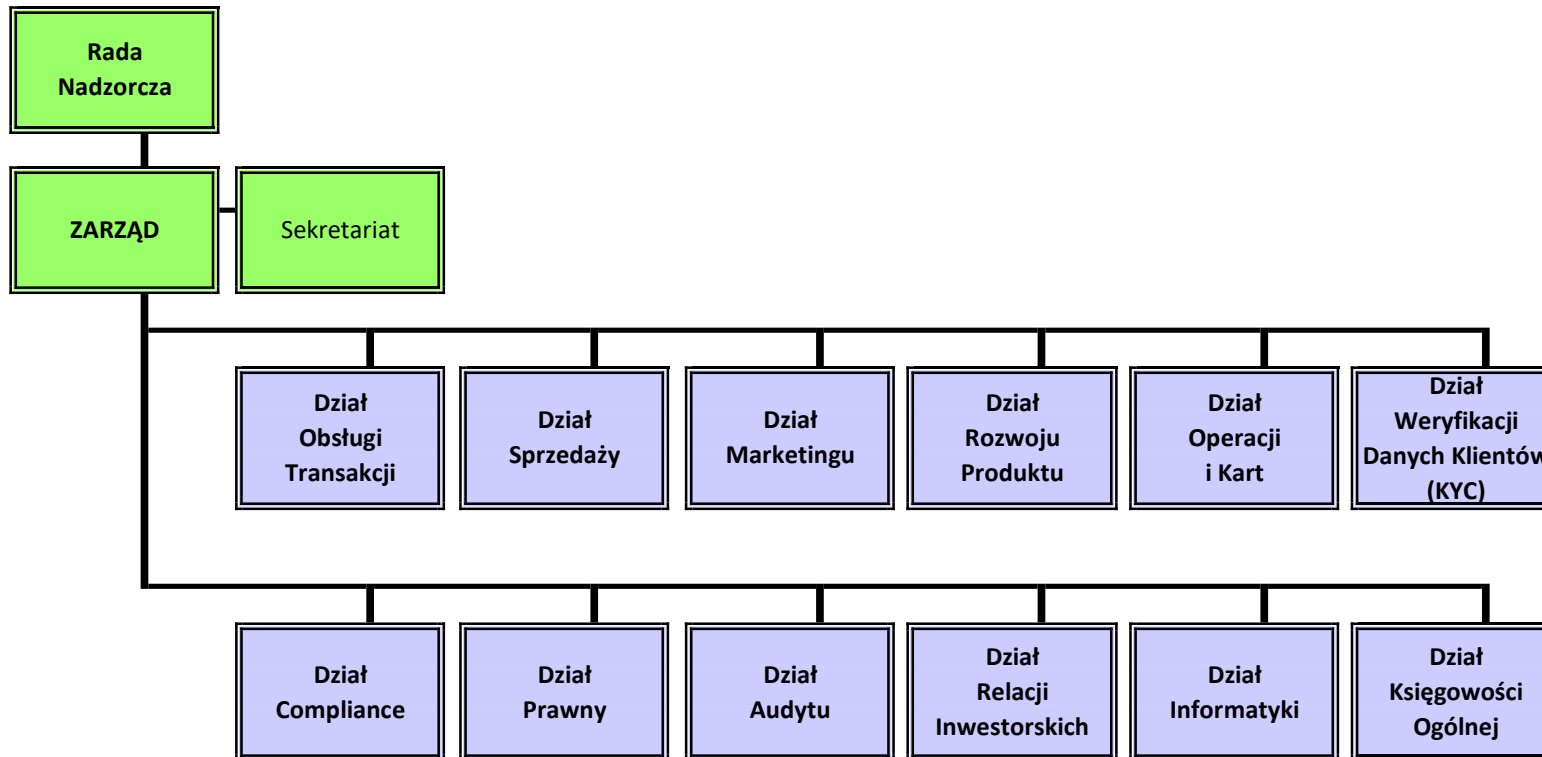 Rada
Nadzorcza
ZARZĄD
Sekretariat
Dział
Obsługi
Transakcji
Dział
Sprzedaży
Dział
Marketingu
Dział
Rozwoju
Produktu
Dział
Operacji
i Kart
Dział
Weryfikacji
Danych Klientów
(KYC)
Dział
Compliance
Dział
Prawny
Dział
Audytu
Dział
Relacji
Inwestorskich
Dział
Informatyki
Dział
Księgowości
Ogólnej